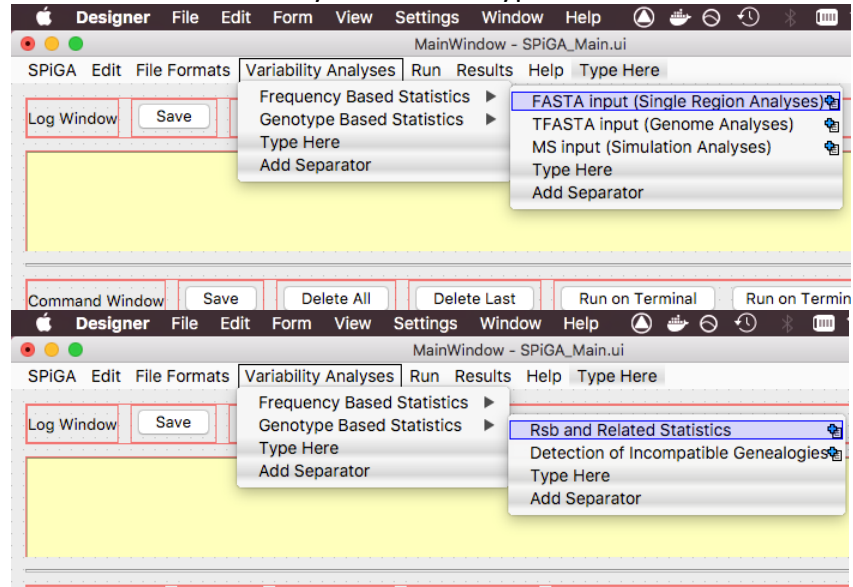 Designer File Edit Form View Settings Window Help
MainWindow - SPiGA_Main.ui
SPiGA Edit File Formats Variability Analyses Run Results Help Type Here
Frequency Based Statistics
FASTA input (Single Region Analyses)
Log Window Save
Genotype Based Statistics
TFASTA input (Genome Analyses)
Type Here
MS input (Simulation Analyses)
Add Separator
Type Here
Add Separator
Command Window Save Delete All Delete Last Run on Terminal Run on Termin
Designer File Edit Form View Settings Window Help
MainWindow - SPiGA_Main.ui
SPiGA Edit File Formats Variability Analyses Run Results Help Type Here
Frequency Based Statistics
Log Window Save
Genotype Based Statistics
Rsb and Related Statistics
Type Here
Detection of Incompatible Genealogies
Add Separator
Type Here
Add Separator